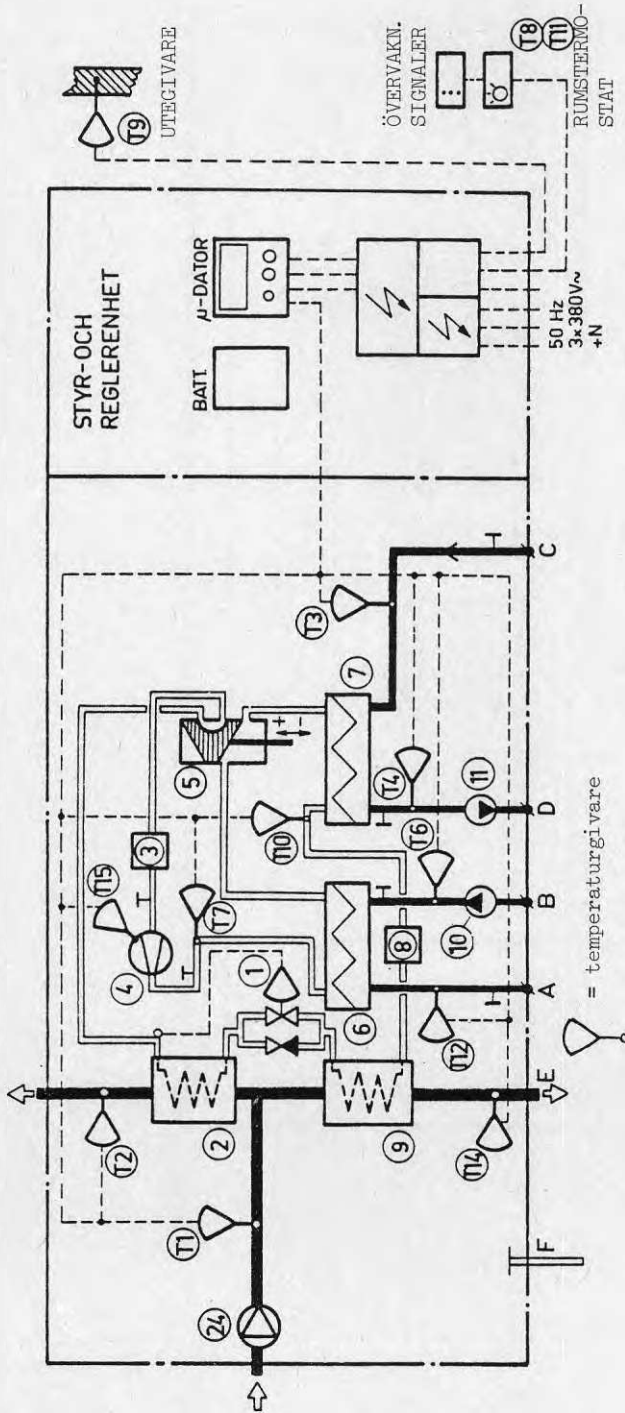 T9
UTEGIVARE
ÖVERVAKN.
SIGNALER
T8
T11
RUMSTERMO-
STAT
STYR- OCH
REGLERENHET
BATT.
µ-DATOR
50 Hz
3x380V~
+N
T15
T3
3
5
+
-
7
4
T7
T10
T4
11
1
T6
T2
2
6
8
10
T1
9
T12
T14
24
F
E
A
B
D
C
= temperaturgivare